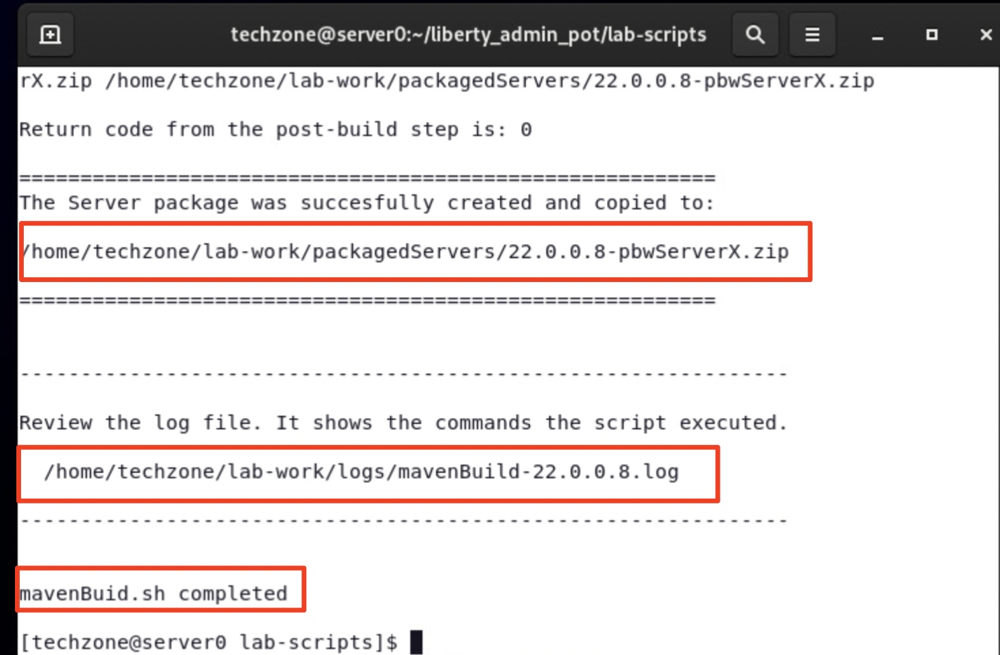 techzone@server0:~/liberty_admin_pot/lab-scripts
rX.zip /home/techzone/lab-work/packagedServers/22.0.0.8-pbwServerX.zip
Return code from the post-build step is: 0
=========================================================
The Server package was succesfully created and copied to:
/home/techzone/lab-work/packagedServers/22.0.0.8-pbwServerX.zip
=========================================================
---------------------------------------------------------------
Review the log file. It shows the commands the script executed.
/home/techzone/lab-work/logs/mavenBuild-22.0.0.8.log
---------------------------------------------------------------
mavenBuid.sh completed
[techzone@server0 lab-scripts]$